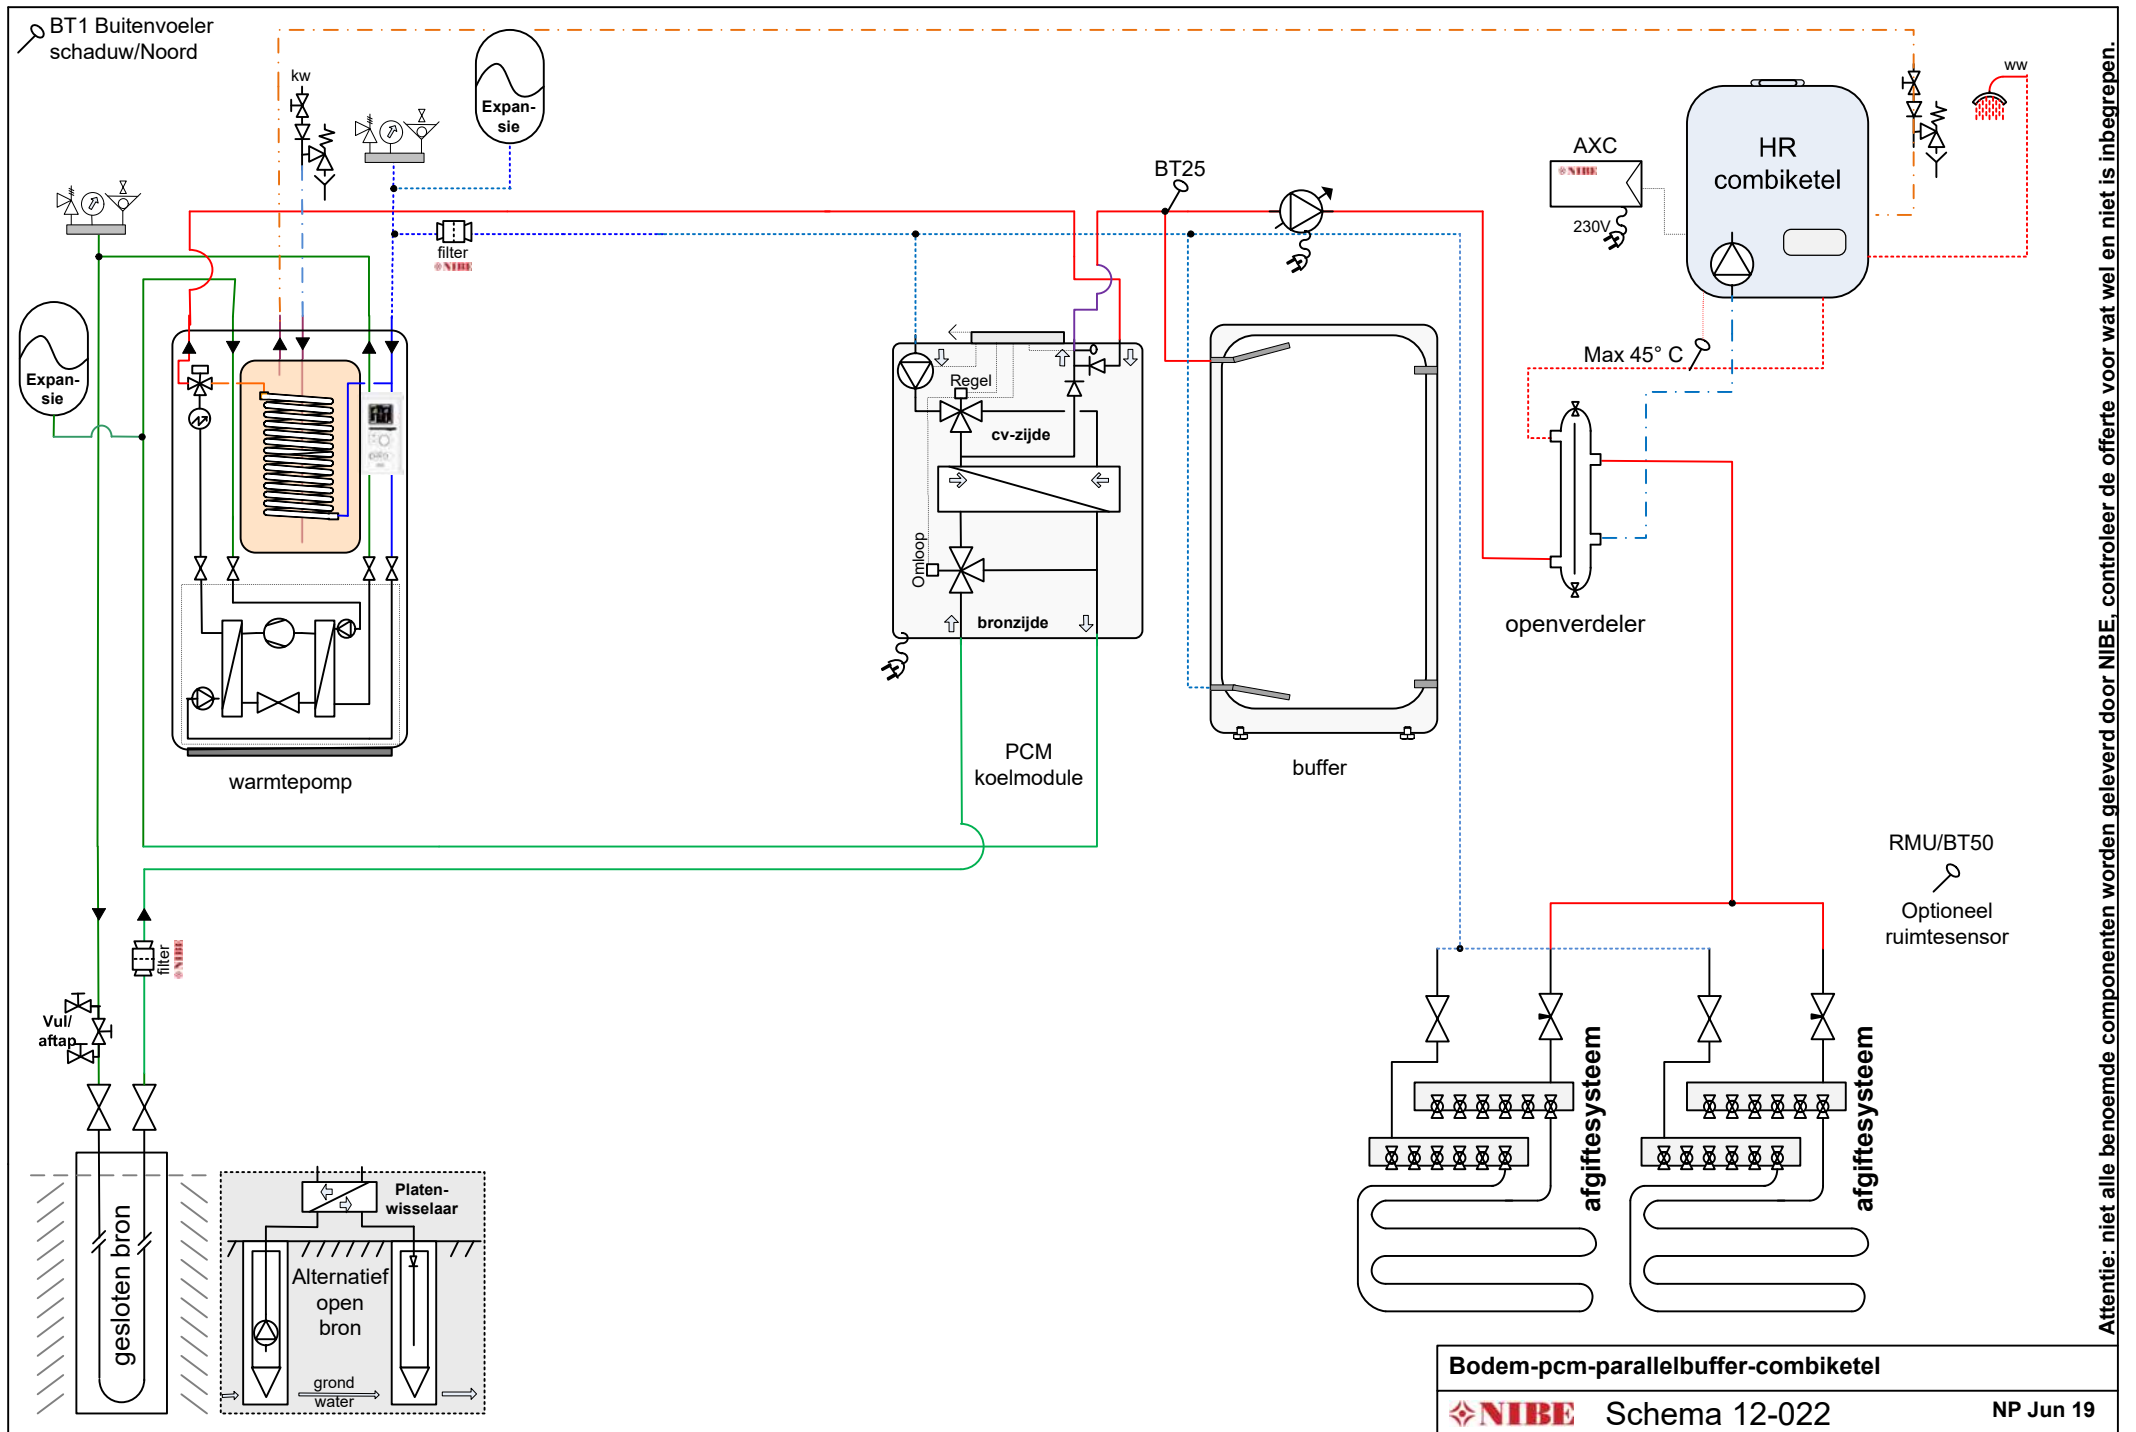 BT1 Buitenvoeler
schaduw/Noord
kw
Expan-
sie
filter
NIBE
Expan-
sie
BT25
AXC
NIBE
230V
HR
combiketel
ww
Max 45° C
Regel
cv-zijde
Omloop
bronzijde
openverdeler
warmtepomp
PCM
koelmodule
buffer
RMU/BT50
Optioneel
ruimtesensor
filter
NIBE
Vul/
aftap
afgiftesysteem
afgiftesysteem
gesloten bron
Platen-
wisselaar
Alternatief
open
bron
grond
water
Attentie: niet alle benoemde componenten worden geleverd door NIBE, controleer de offerte voor wat wel en niet is inbegrepen.
Bodem-pcm-parallelbuffer-combiketel
NIBE Schema 12-022 NP Jun 19